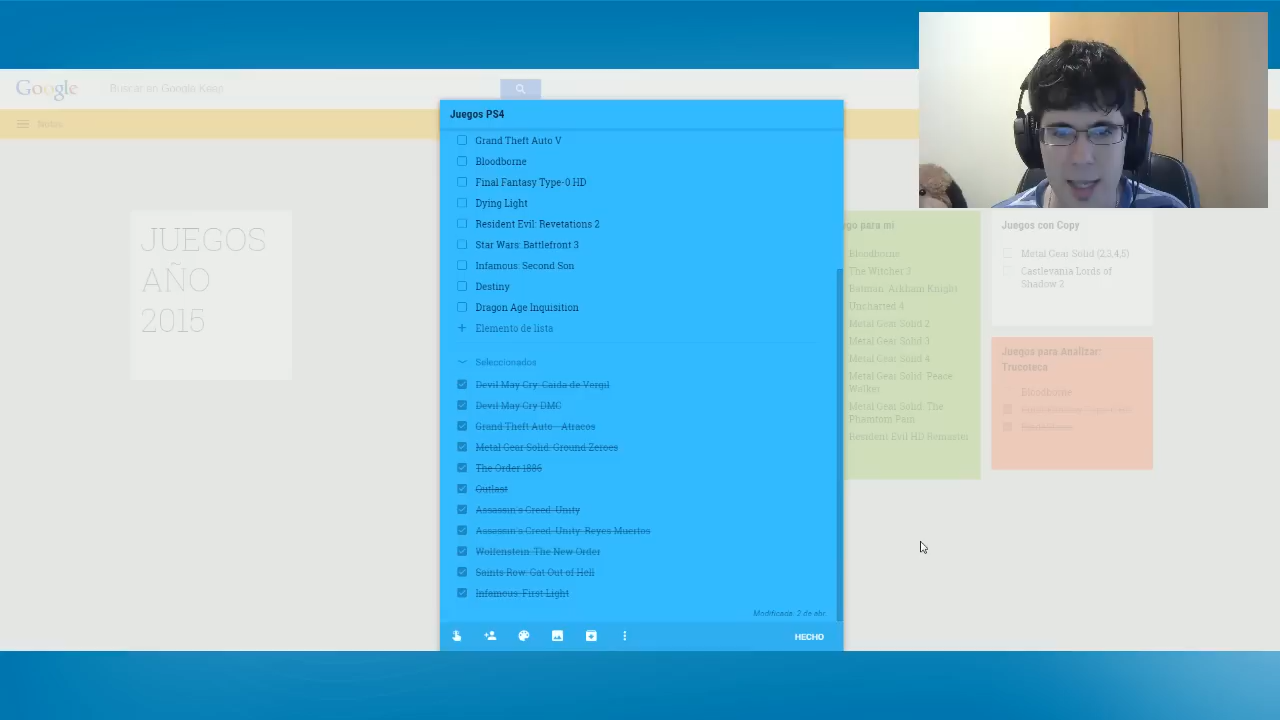 Google
Buscar en Google Keep
Notas
JUEGOS
AÑO
2015
Juegos PS4
Grand Theft Auto V
Bloodborne
Final Fantasy Type-0 HD
Dying Light
Resident Evil: Revetations 2
Star Wars: Battlefront 3
Infamous: Second Son
Destiny
Dragon Age Inquisition
Elemento de lista
Seleccionados
Devil May Cry: Caida de Vergil
Devil May Cry DMC
Grand Theft Auto - Atracos
Metal Gear Solid: Ground Zeroes
The Order 1886
Outlast
Assassin's Creed: Unity
Assassin's Creed: Unity: Reyes Muertos
Wolfenstein: The New Order
Saints Row: Gat Out of Hell
Infamous: First Light
Modificada: 2 de abr.
HECHO
go para mi
Bloodborne
The Witcher 3
Batman: Arkham Knight
Uncharted 4
Metal Gear Solid 2
Metal Gear Solid 3
Metal Gear Solid 4
Metal Gear Solid: Peace
Walker
Metal Gear Solid: The
Phamtom Pain
Resident Evil HD Remaster
Juegos con Copy
Metal Gear Solid (2,3,4,5)
Castlevania Lords of
Shadow 2
Juegos para Analizar:
Trucoteca
Bloodborne